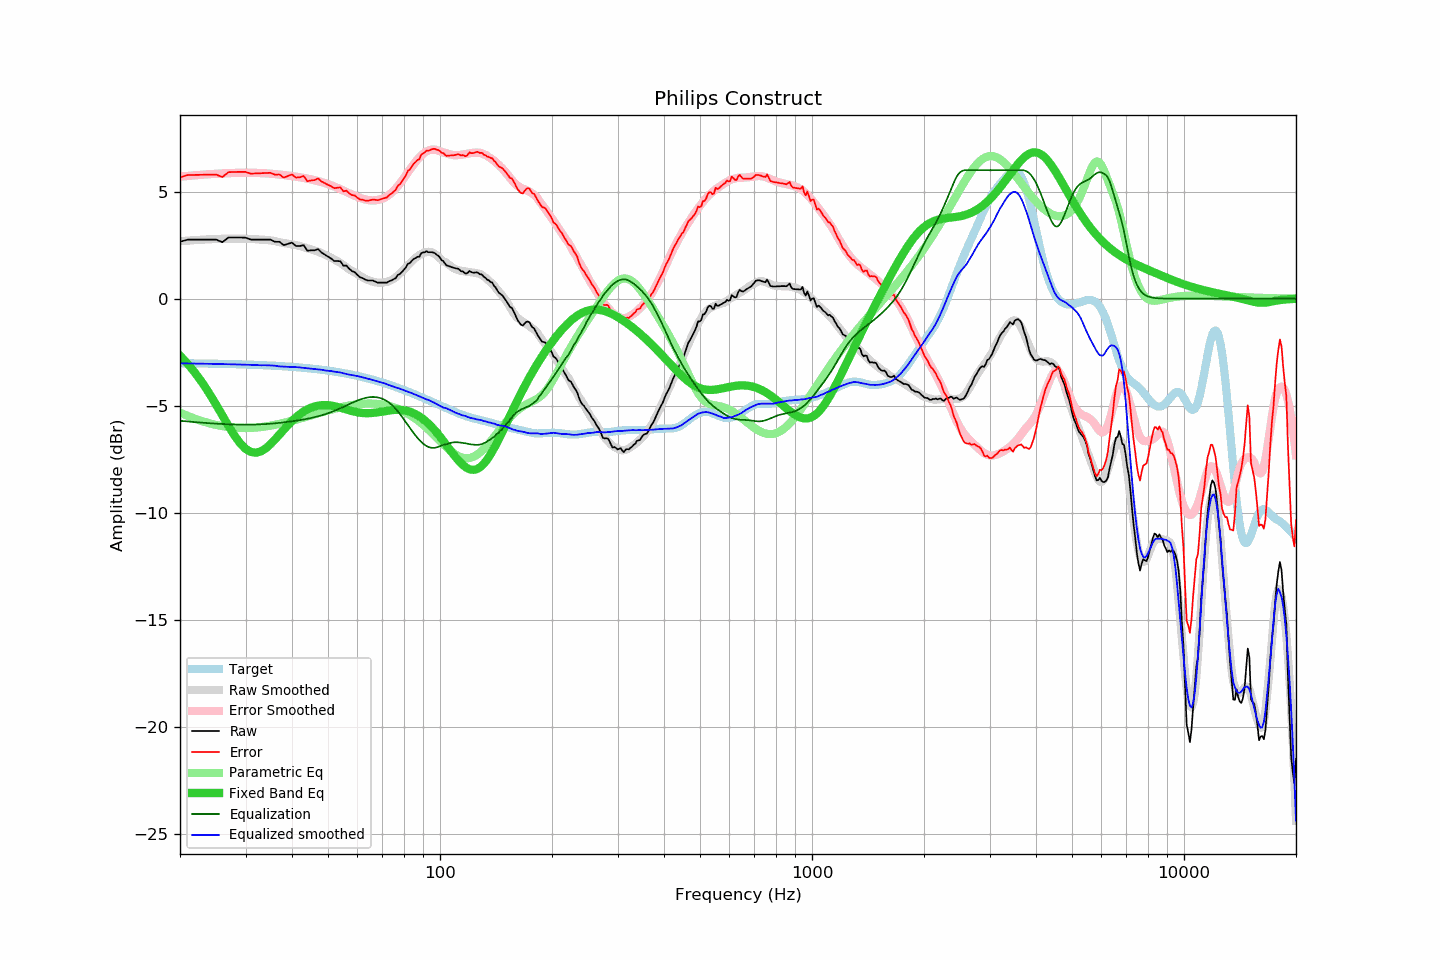 Philips Construct
Amplitude (dBr)
5
0
−5
−10
−15
−20
−25
Target
Raw Smoothed
Error Smoothed
Raw
Error
Parametric Eq
Fixed Band Eq
Equalization
Equalized smoothed
100
1000
10000
Frequency (Hz)